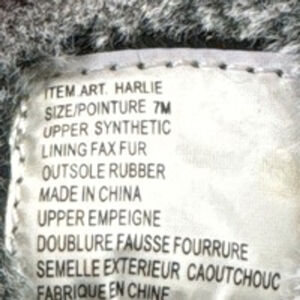 ITEM ART. HARLIE
SIZE/POINTURE 7M
UPPER SYNTHETIC
LINING FAX FUR
OUTSOLE RUBBER
MADE IN CHINA
UPPER EMPEIGNE
DOUBLURE FAUSSE FOURRURE
SEMELLE EXTERIEUR CAOUTCHOUC
FABRIQUE EN CHINE